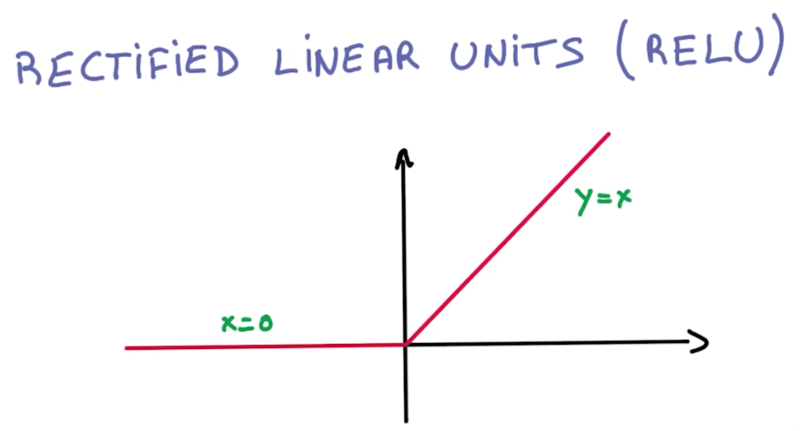 RECTiFiED LiNEAR UNiTS (RELU)
y=x
x=0